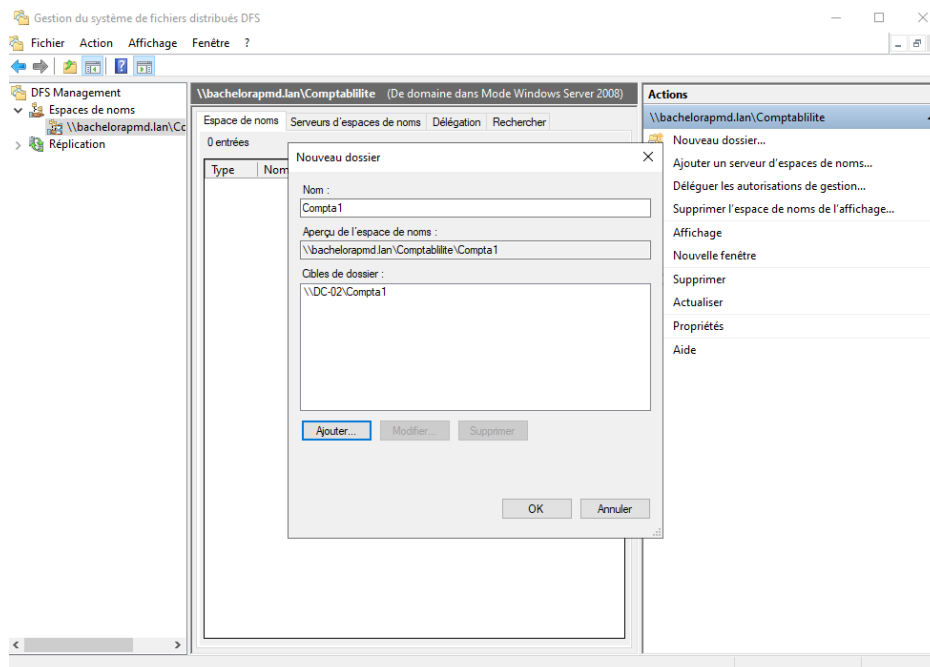 Gestion du système de fichiers distribués DFS
Fichier Action Affichage Fenêtre ?
DFS Management
Espaces de noms
\\bachelorapmd.lan\Cc
Réplication
\\bachelorapmd.lan\Comptablilite (De domaine dans Mode Windows Server 2008)
Espace de noms Serveurs d'espaces de noms Délégation Rechercher
0 entrées
Type Nom
Nouveau dossier
Nom :
Compta1
Aperçu de l'espace de noms :
\\bachelorapmd.lan\Comptablilite\Compta1
Cibles de dossier :
\\DC-02\Compta1
Ajouter... Modifier... Supprimer
OK Annuler
Actions
\\bachelorapmd.lan\Comptablilite
Nouveau dossier...
Ajouter un serveur d'espaces de noms...
Déléguer les autorisations de gestion...
Supprimer l'espace de noms de l'affichage...
Affichage
Nouvelle fenêtre
Supprimer
Actualiser
Propriétés
Aide